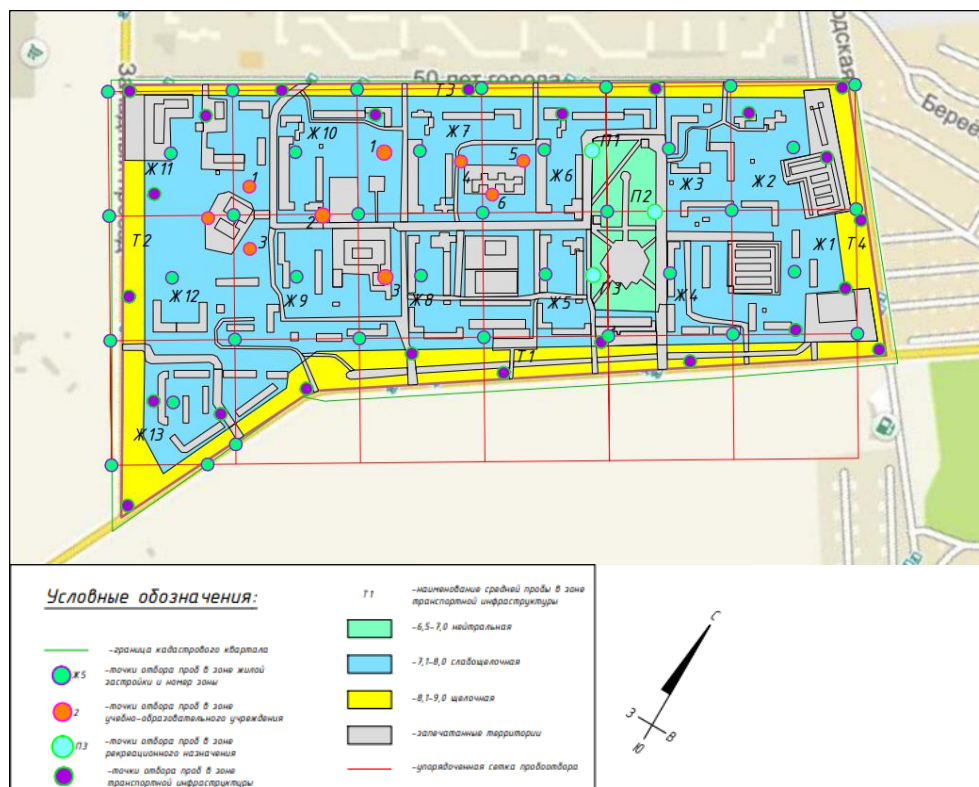 50 лет города
Т3
Ж10
Ж7
П1
1
Ж11
4
5
Ж6
Ж3
Ж2
1
П2
6
2
Т2
3
Ж1
Т4
Ж12
Ж9
3
Ж8
Ж5
П3
Ж4
Т1
Ж13
Условные обозначения:
-граница кадастрового квартала
Ж5
-точки отбора проб в зоне жилой
застройки и номер зоны
2
-точки отбора проб в зоне
учебно-образовательного учреждения
П3
-точки отбора проб в зоне
рекреационного назначения
-точки отбора проб в зоне
транспортной инфраструктуры
Т1
-наименование средней пробы в зоне
транспортной инфраструктуры
-6,5-7,0 нейтральная
-7,1-8,0 слабощелочная
-8,1-9,0 щелочная
-запечатанные территории
-упорядоченная сетка пробоотбора
С
З
В
Ю